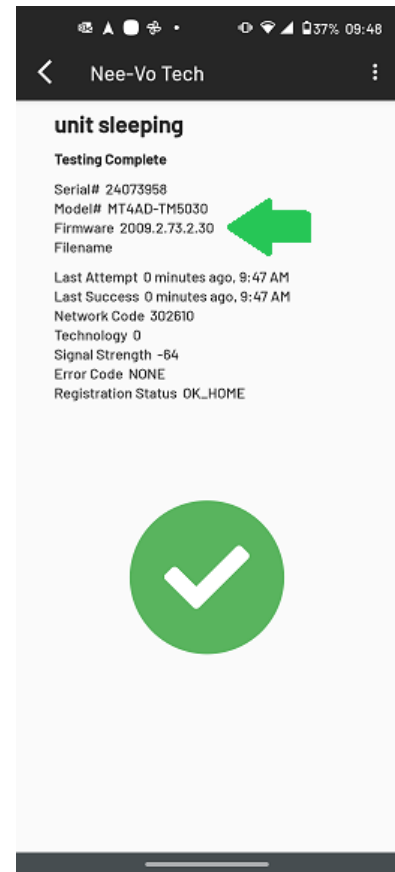 37% 09:48
Nee-Vo Tech
unit sleeping
Testing Complete
Serial# 24073958
Model# MT4AD-TM5030
Firmware 2009.2.73.2.30
Filename
Last Attempt 0 minutes ago, 9:47 AM
Last Success 0 minutes ago, 9:47 AM
Network Code 302610
Technology 0
Signal Strength -64
Error Code NONE
Registration Status OK_HOME